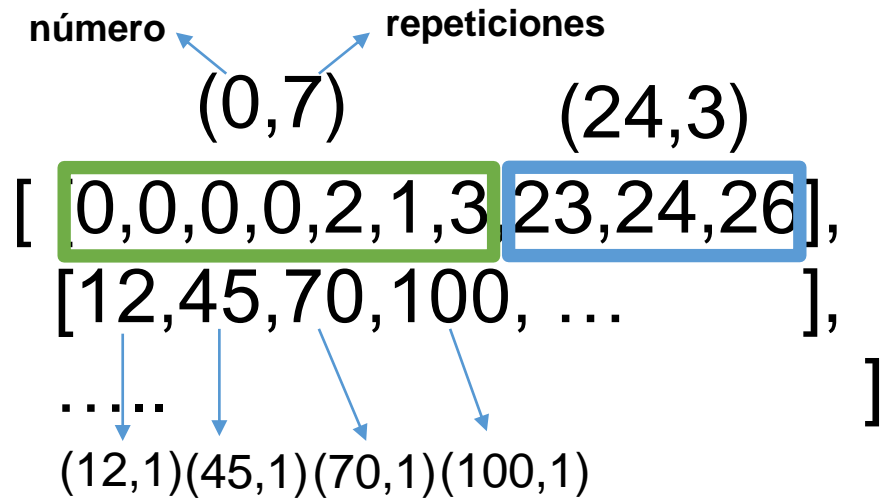 número repeticiones
(0,7) (24,3)
[ [0,0,0,0,2,1,3,23,24,26],
[12,45,70,100, … ],
….. ]
(12,1)(45,1)(70,1)(100,1)